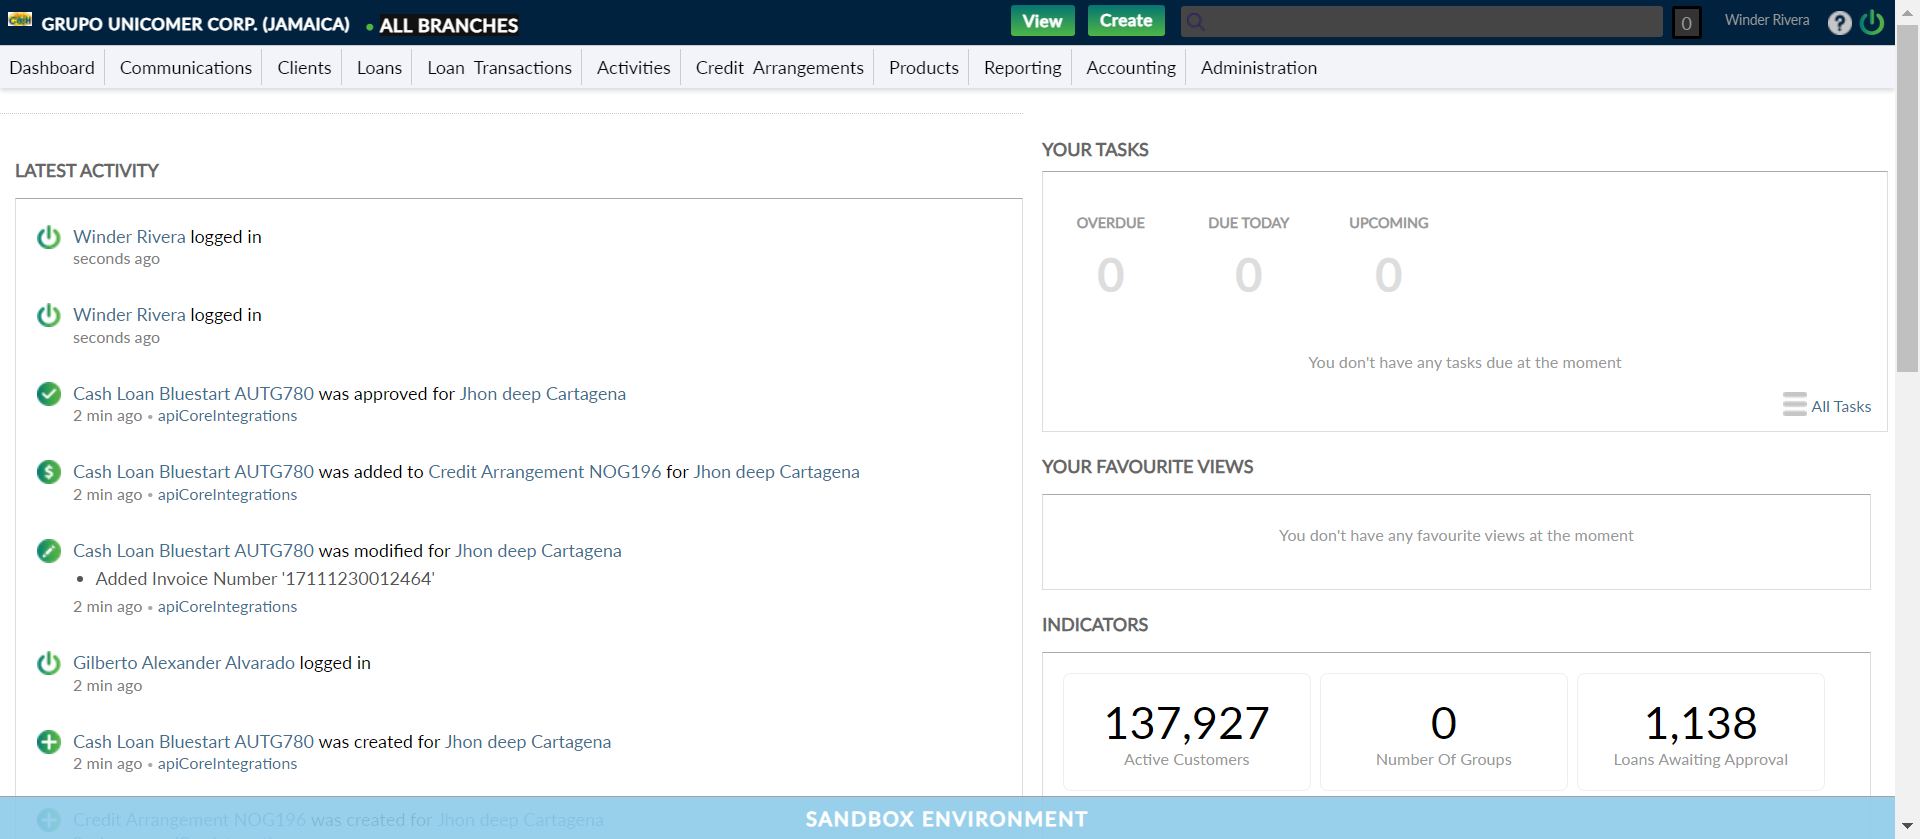 GRUPO UNICOMER CORP. (JAMAICA) • ALL BRANCHES
View Create 0 Winder Rivera ?
Dashboard Communications Clients Loans Loan Transactions Activities Credit Arrangements Products Reporting Accounting Administration
LATEST ACTIVITY
Winder Rivera logged in
seconds ago
Winder Rivera logged in
seconds ago
Cash Loan Bluestart AUTG780 was approved for Jhon deep Cartagena
2 min ago • apiCoreIntegrations
Cash Loan Bluestart AUTG780 was added to Credit Arrangement NOG196 for Jhon deep Cartagena
2 min ago • apiCoreIntegrations
Cash Loan Bluestart AUTG780 was modified for Jhon deep Cartagena
• Added Invoice Number '17111230012464'
2 min ago • apiCoreIntegrations
Gilberto Alexander Alvarado logged in
2 min ago
Cash Loan Bluestart AUTG780 was created for Jhon deep Cartagena
2 min ago • apiCoreIntegrations
Credit Arrangement NOG196 was created for Jhon deep Cartagena
YOUR TASKS
OVERDUE DUE TODAY UPCOMING
0 0 0
You don't have any tasks due at the moment
All Tasks
YOUR FAVOURITE VIEWS
You don't have any favourite views at the moment
INDICATORS
137,927 0 1,138
Active Customers Number Of Groups Loans Awaiting Approval
SANDBOX ENVIRONMENT